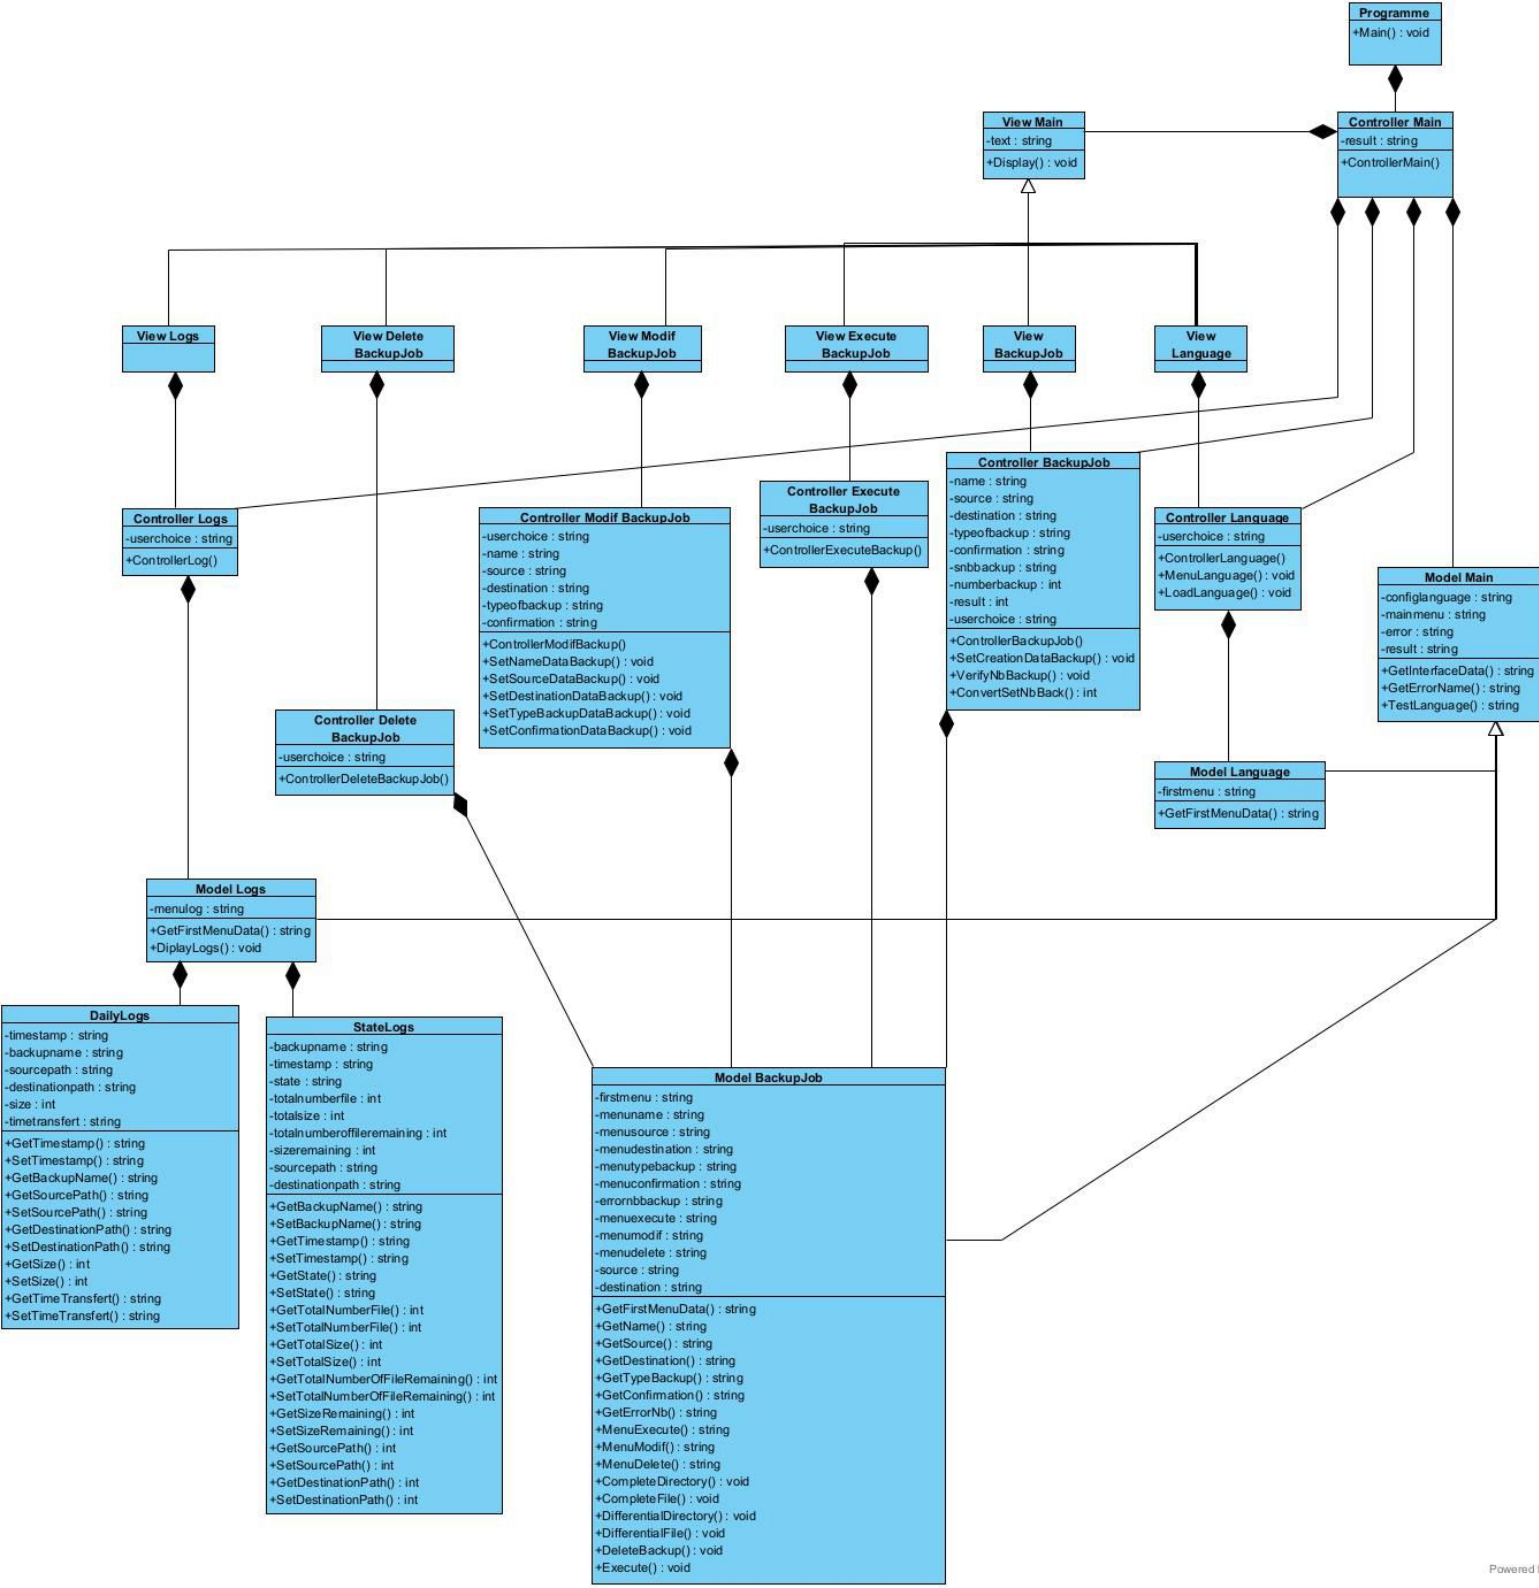 Programme
+Main() : void
View Main
-text : string
+Display() : void
Controller Main
-result : string
+ControllerMain()
View Logs
View Delete
BackupJob
View Modif
BackupJob
View Execute
BackupJob
View
BackupJob
View
Language
Controller Logs
-userchoice : string
+ControllerLog()
Controller Delete
BackupJob
-userchoice : string
+ControllerDeleteBackupJob()
Controller Modif BackupJob
-userchoice : string
-name : string
-source : string
-destination : string
-typeofbackup : string
-confirmation : string
+ControllerModifBackup()
+SetNameDataBackup() : void
+SetSourceDataBackup() : void
+SetDestinationDataBackup() : void
+SetTypeBackupDataBackup() : void
+SetConfirmationDataBackup() : void
Controller Execute
BackupJob
-userchoice : string
+ControllerExecuteBackup()
Controller BackupJob
-name : string
-source : string
-destination : string
-typeofbackup : string
-confirmation : string
-snbbackup : string
-numberbackup : int
-result : int
-userchoice : string
+ControllerBackupJob()
+SetCreationDataBackup() : void
+VerifyNbBackup() : void
+ConvertSetNbBack() : int
Controller Language
-userchoice : string
+ControllerLanguage()
+MenuLanguage() : void
+LoadLanguage() : void
Model Main
-configlanguage : string
-mainmenu : string
-error : string
-result : string
+GetInterfaceData() : string
+GetErrorName() : string
+TestLanguage() : string
Model Language
-firstmenu : string
+GetFirstMenuData() : string
Model Logs
-menulog : string
+GetFirstMenuData() : string
+DiplayLogs() : void
DailyLogs
-timestamp : string
-backupname : string
-sourcepath : string
-destinationpath : string
-size : int
-timetransfert : string
+GetTimestamp() : string
+SetTimestamp() : string
+GetBackupName() : string
+GetSourcePath() : string
+SetSourcePath() : string
+GetDestinationPath() : string
+SetDestinationPath() : string
+GetSize() : int
+SetSize() : int
+GetTimeTransfert() : string
+SetTimeTransfert() : string
StateLogs
-backupname : string
-timestamp : string
-state : string
-totalnumberfile : int
-totalsize : int
-totalnumberoffileremaining : int
-sizeremaining : int
-sourcepath : string
-destinationpath : string
+GetBackupName() : string
+SetBackupName() : string
+GetTimestamp() : string
+SetTimestamp() : string
+GetState() : string
+SetState() : string
+GetTotalNumberFile() : int
+SetTotalNumberFile() : int
+GetTotalSize() : int
+SetTotalSize() : int
+GetTotalNumberOfFileRemaining() : int
+SetTotalNumberOfFileRemaining() : int
+GetSizeRemaining() : int
+SetSizeRemaining() : int
+GetSourcePath() : int
+SetSourcePath() : int
+GetDestinationPath() : int
+SetDestinationPath() : int
Model BackupJob
-firstmenu : string
-menuname : string
-menusource : string
-menudestination : string
-menutypebackup : string
-menuconfirmation : string
-errornbbackup : string
-menuexecute : string
-menumodif : string
-menudelete : string
-source : string
-destination : string
+GetFirstMenuData() : string
+GetName() : string
+GetSource() : string
+GetDestination() : string
+GetTypeBackup() : string
+GetConfirmation() : string
+GetErrorNb() : string
+MenuExecute() : string
+MenuModif() : string
+MenuDelete() : string
+CompleteDirectory() : void
+CompleteFile() : void
+DifferentialDirectory() : void
+DifferentialFile() : void
+DeleteBackup() : void
+Execute() : void
Powered